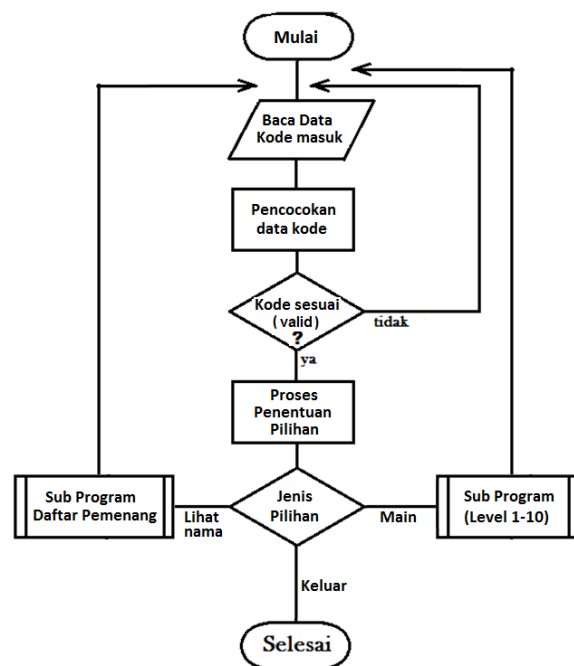 Mulai
Baca Data
Kode masuk
Pencocokan
data kode
Kode sesuai
(valid)
?
tidak
ya
Proses
Penentuan
Pilihan
Sub Program
Daftar Pemenang
Lihat
nama
Jenis
Pilihan
Main
Sub Program
(Level 1-10)
Keluar
Selesai